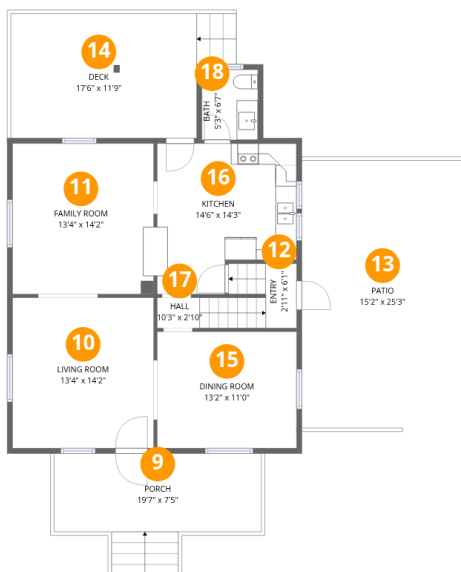 14
DECK
17'6" x 11'9"
18
BATH
5'3" x 6'7"
11
FAMILY ROOM
13'4" x 14'2"
16
KITCHEN
14'6" x 14'3"
12
ENTRY
2'11" x 6'1"
13
PATIO
15'2" x 25'3"
17
HALL
10'3" x 2'10"
10
LIVING ROOM
13'4" x 14'2"
15
DINING ROOM
13'2" x 11'0"
9
PORCH
19'7" x 7'5"